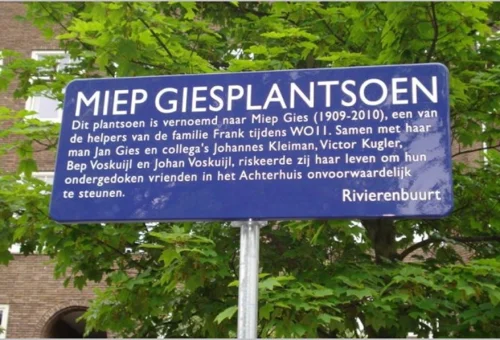 MIEP GIESPLANTSOEN
Dit plantsoen is vernoemd naar Miep Gies (1909-2010), een van
de helpers van de familie Frank tijdens WO11. Samen met haar
man Jan Gies en collega's Johannes Kleiman, Victor Kugler,
Bep Voskuijl en Johan Voskuijl, riskeerde zij haar leven om hun
ondergedoken vrienden in het Achterhuis onvoorwaardelijk
te steunen.
Rivierenbuurt